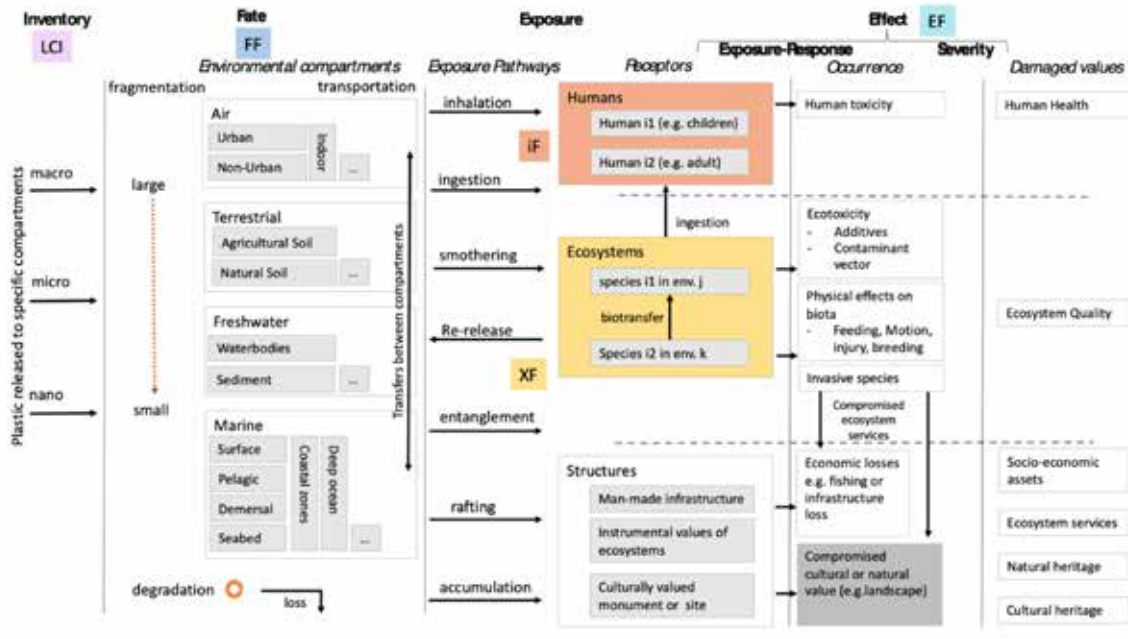 Inventory
LCI
Fate
FF
Exposure
Effect
EF
Exposure-Response
Severity
Environmental compartments
Exposure Pathways
Receptors
Occurrence
Damaged values
fragmentation
transportation
Plastic released to specific compartments
macro
micro
nano
large
small
Air
Urban
Non-Urban
Indoor
...
Terrestrial
Agricultural Soil
Natural Soil
...
Freshwater
Waterbodies
Sediment
...
Marine
Surface
Pelagic
Demersal
Seabed
Coastal zones
Deep ocean
...
Transfers between compartments
degradation
loss
inhalation
ingestion
smothering
Re-release
entanglement
rafting
accumulation
iF
XF
Humans
Human i1 (e.g. children)
Human i2 (e.g. adult)
ingestion
Ecosystems
species i1 in env. j
biotransfer
Species i2 in env. k
Structures
Man-made infrastructure
Instrumental values of
ecosystems
Culturally valued
monument or site
Human toxicity
Ecotoxicity
- Additives
- Contaminant
vector
Physical effects on
biota
- Feeding, Motion,
injury, breeding
Invasive species
Compromised
ecosystem
services
Economic losses
e.g. fishing or
infrastructure
loss
Compromised
cultural or natural
value (e.g.landscape)
Human Health
Ecosystem Quality
Socio-economic
assets
Ecosystem services
Natural heritage
Cultural heritage